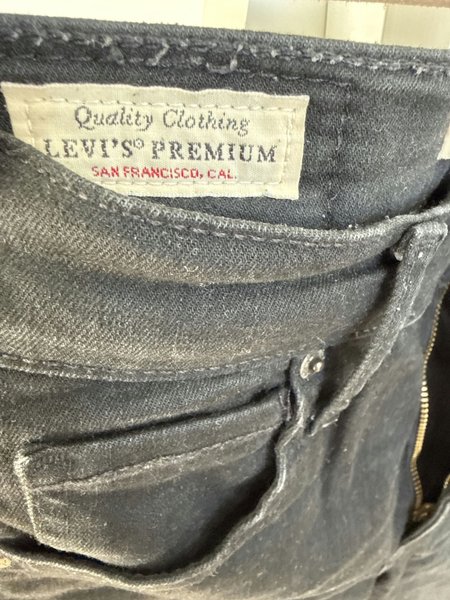 Quality Clothing
LEVI'S® PREMIUM
SAN FRANCISCO, CAL.